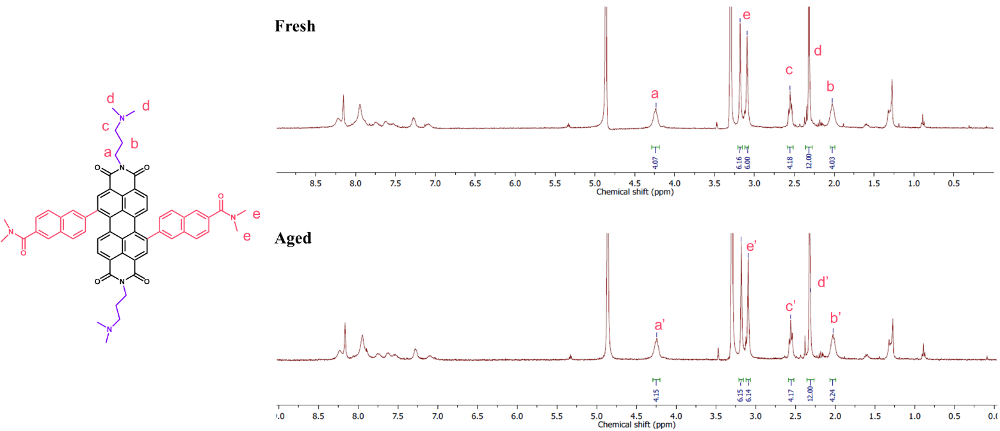 Fresh
e
d
c
a
b
4.07
6.16
6.00
4.18
12.00
4.03
8.5 8.0 7.5 7.0 6.5 6.0 5.5 5.0 4.5 4.0 3.5 3.0 2.5 2.0 1.5 1.0 0.5
Chemical shift (ppm)
d
d
N
c
b
a
O N O
O
N
e
e
N
O
O N O
N
Aged
e’
d’
c’
a’
b’
4.15
6.15
6.14
4.17
12.00
4.24
.0 8.5 8.0 7.5 7.0 6.5 6.0 5.5 5.0 4.5 4.0 3.5 3.0 2.5 2.0 1.5 1.0 0.5 0.0
Chemical shift (ppm)